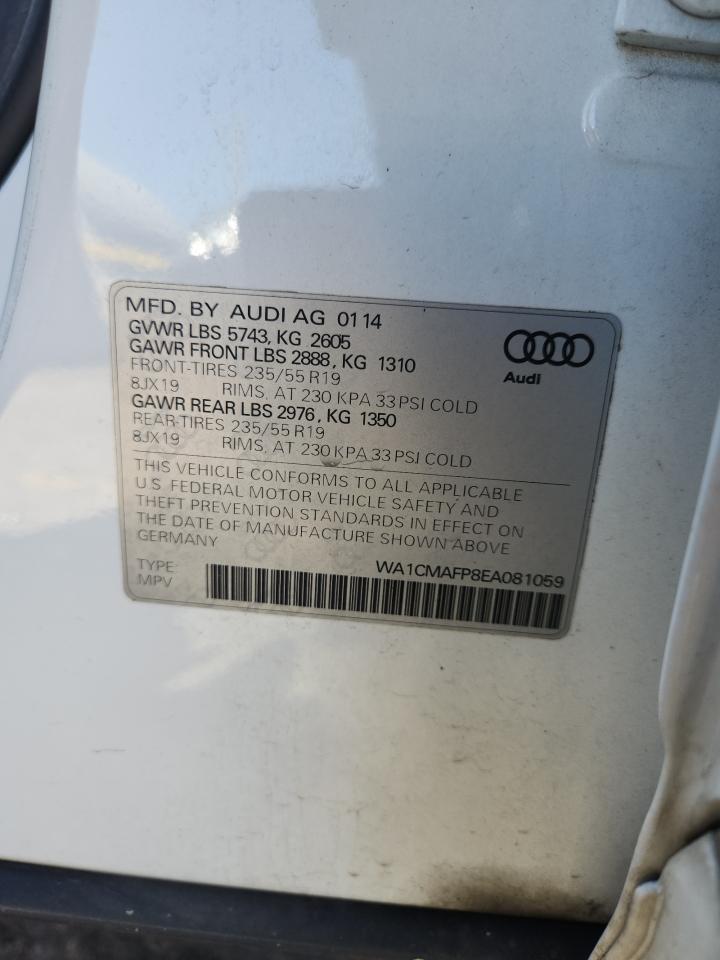 MFD. BY AUDI AG 01 14
GVWR LBS 5743, KG 2605
GAWR FRONT LBS 2888, KG 1310
FRONT-TIRES 235/55 R19
8JX19 RIMS. AT 230 KPA 33 PSI COLD
GAWR REAR LBS 2976, KG 1350
REAR-TIRES 235/55 R19
8JX19 RIMS. AT 230 KPA 33 PSI COLD
Audi
THIS VEHICLE CONFORMS TO ALL APPLICABLE
U.S. FEDERAL MOTOR VEHICLE SAFETY AND
THEFT PREVENTION STANDARDS IN EFFECT ON
THE DATE OF MANUFACTURE SHOWN ABOVE
GERMANY
TYPE: WA1CMAFP8EA081059
MPV